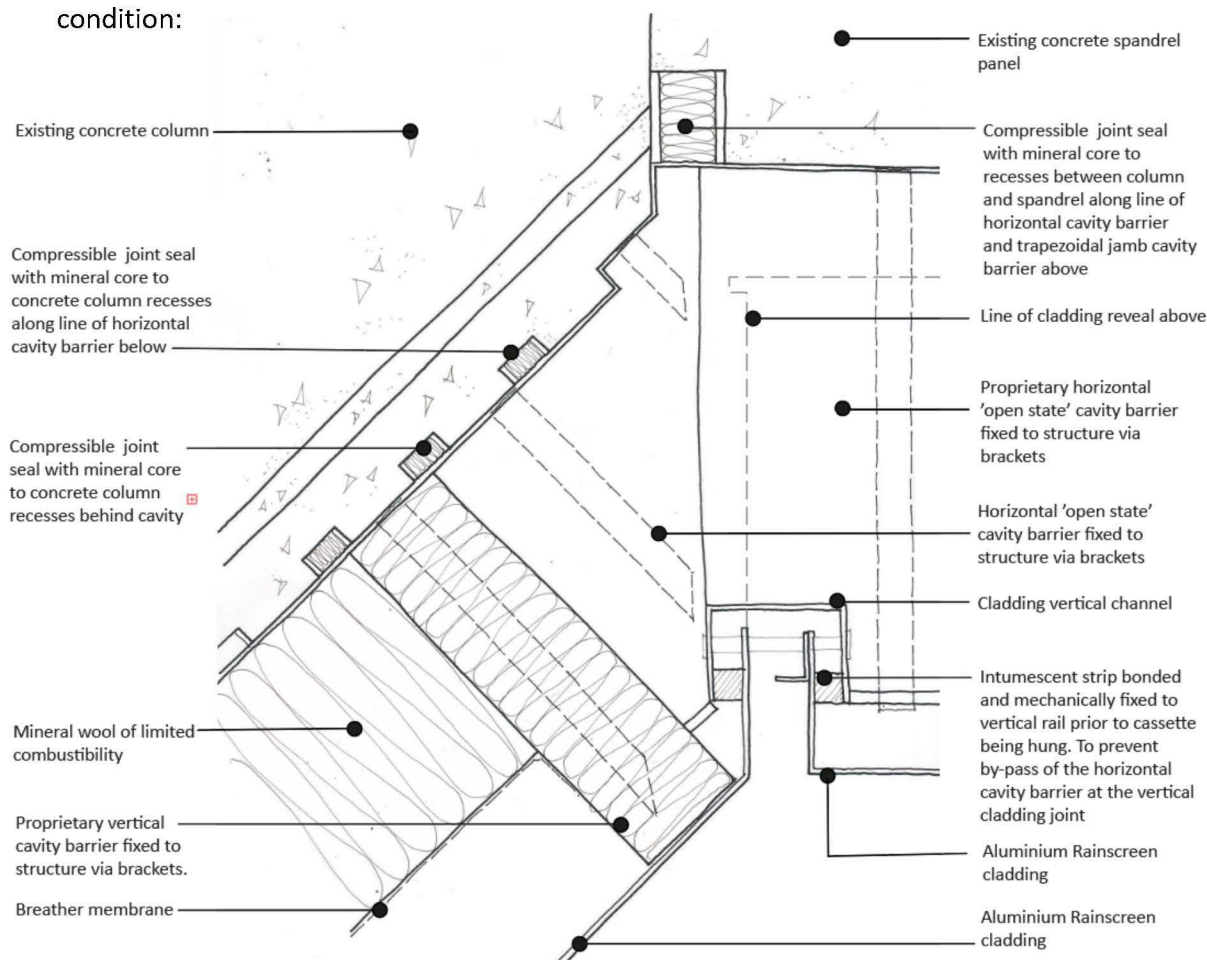 condition:
Existing concrete column
Compressible joint seal
with mineral core to
concrete column recesses
along line of horizontal
cavity barrier below
Compressible joint
seal with mineral core
to concrete column
recesses behind cavity
Mineral wool of limited
combustibility
Proprietary vertical
cavity barrier fixed to
structure via brackets.
Breather membrane
Existing concrete spandrel
panel
Compressible joint seal
with mineral core to
recesses between column
and spandrel along line of
horizontal cavity barrier
and trapezoidal jamb cavity
barrier above
Line of cladding reveal above
Proprietary horizontal
'open state' cavity barrier
fixed to structure via
brackets
Horizontal 'open state'
cavity barrier fixed to
structure via brackets
Cladding vertical channel
Intumescent strip bonded
and mechanically fixed to
vertical rail prior to cassette
being hung. To prevent
by-pass of the horizontal
cavity barrier at the vertical
cladding joint
Aluminium Rainscreen
cladding
Aluminium Rainscreen
cladding